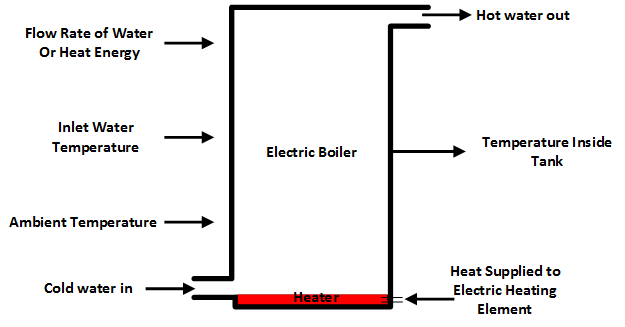 Flow Rate of Water
Or Heat Energy
Hot water out
Inlet Water
Temperature
Electric Boiler
Temperature Inside
Tank
Ambient Temperature
Cold water in
Heater
Heat Supplied to
Electric Heating
Element